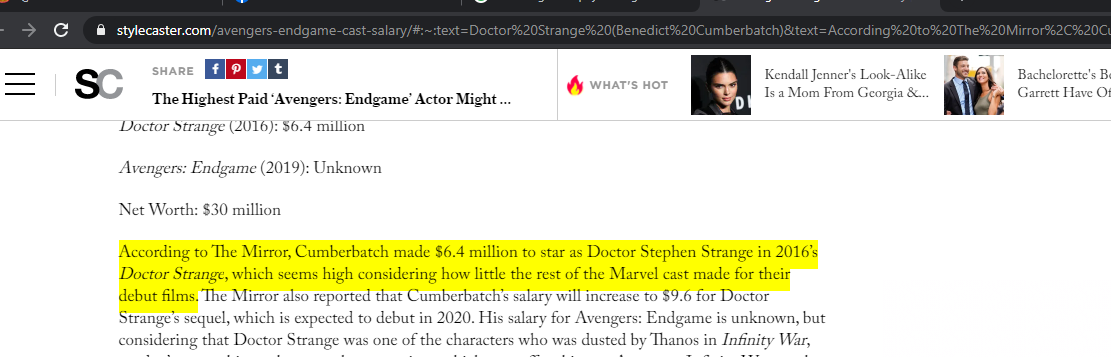 stylecaster.com/avengers-endgame-cast-salary/#:~:text=Doctor%20Strange%20(Benedict%20Cumberbatch)&text=According%20to%20The%20Mirror%2C%20Cu
SC
SHARE
The Highest Paid ‘Avengers: Endgame’ Actor Might ...
WHAT'S HOT
Kendall Jenner's Look-Alike
Is a Mom From Georgia &...
Bachelorette's Be
Garrett Have Of
Doctor Strange (2016): $6.4 million
Avengers: Endgame (2019): Unknown
Net Worth: $30 million
According to The Mirror, Cumberbatch made $6.4 million to star as Doctor Stephen Strange in 2016’s
Doctor Strange, which seems high considering how little the rest of the Marvel cast made for their
debut films. The Mirror also reported that Cumberbatch’s salary will increase to $9.6 for Doctor
Strange’s sequel, which is expected to debut in 2020. His salary for Avengers: Endgame is unknown, but
considering that Doctor Strange was one of the characters who was dusted by Thanos in Infinity War,